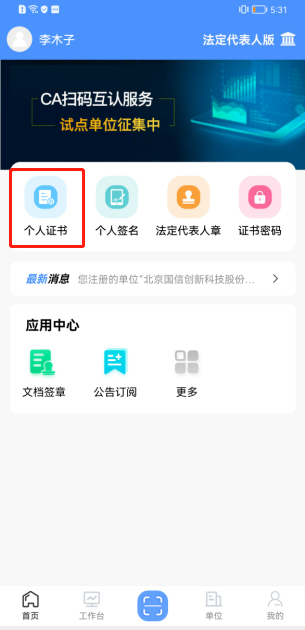 5:31
李木子
法定代表人版
CA扫码互认服务
试点单位征集中
个人证书
个人签名
法定代表人章
证书密码
最新消息 您注册的单位"北京国信创新科技股份...
应用中心
文档签章
公告订阅
更多
首页
工作台
单位
我的